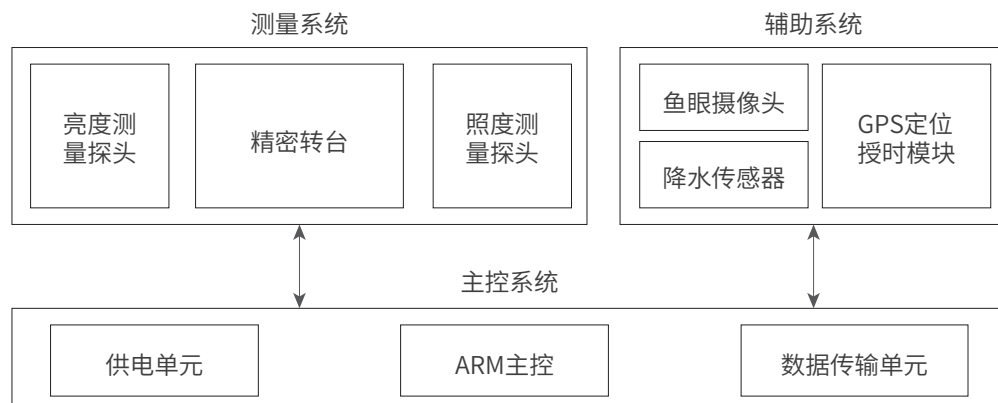 测量系统
亮度测
量探头
精密转台
照度测
量探头
辅助系统
鱼眼摄像头
降水传感器
GPS定位
授时模块
主控系统
供电单元
ARM主控
数据传输单元